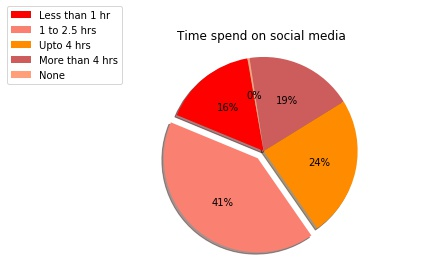 Less than 1 hr
1 to 2.5 hrs
Upto 4 hrs
More than 4 hrs
None
Time spend on social media
0%
16%
19%
24%
41%